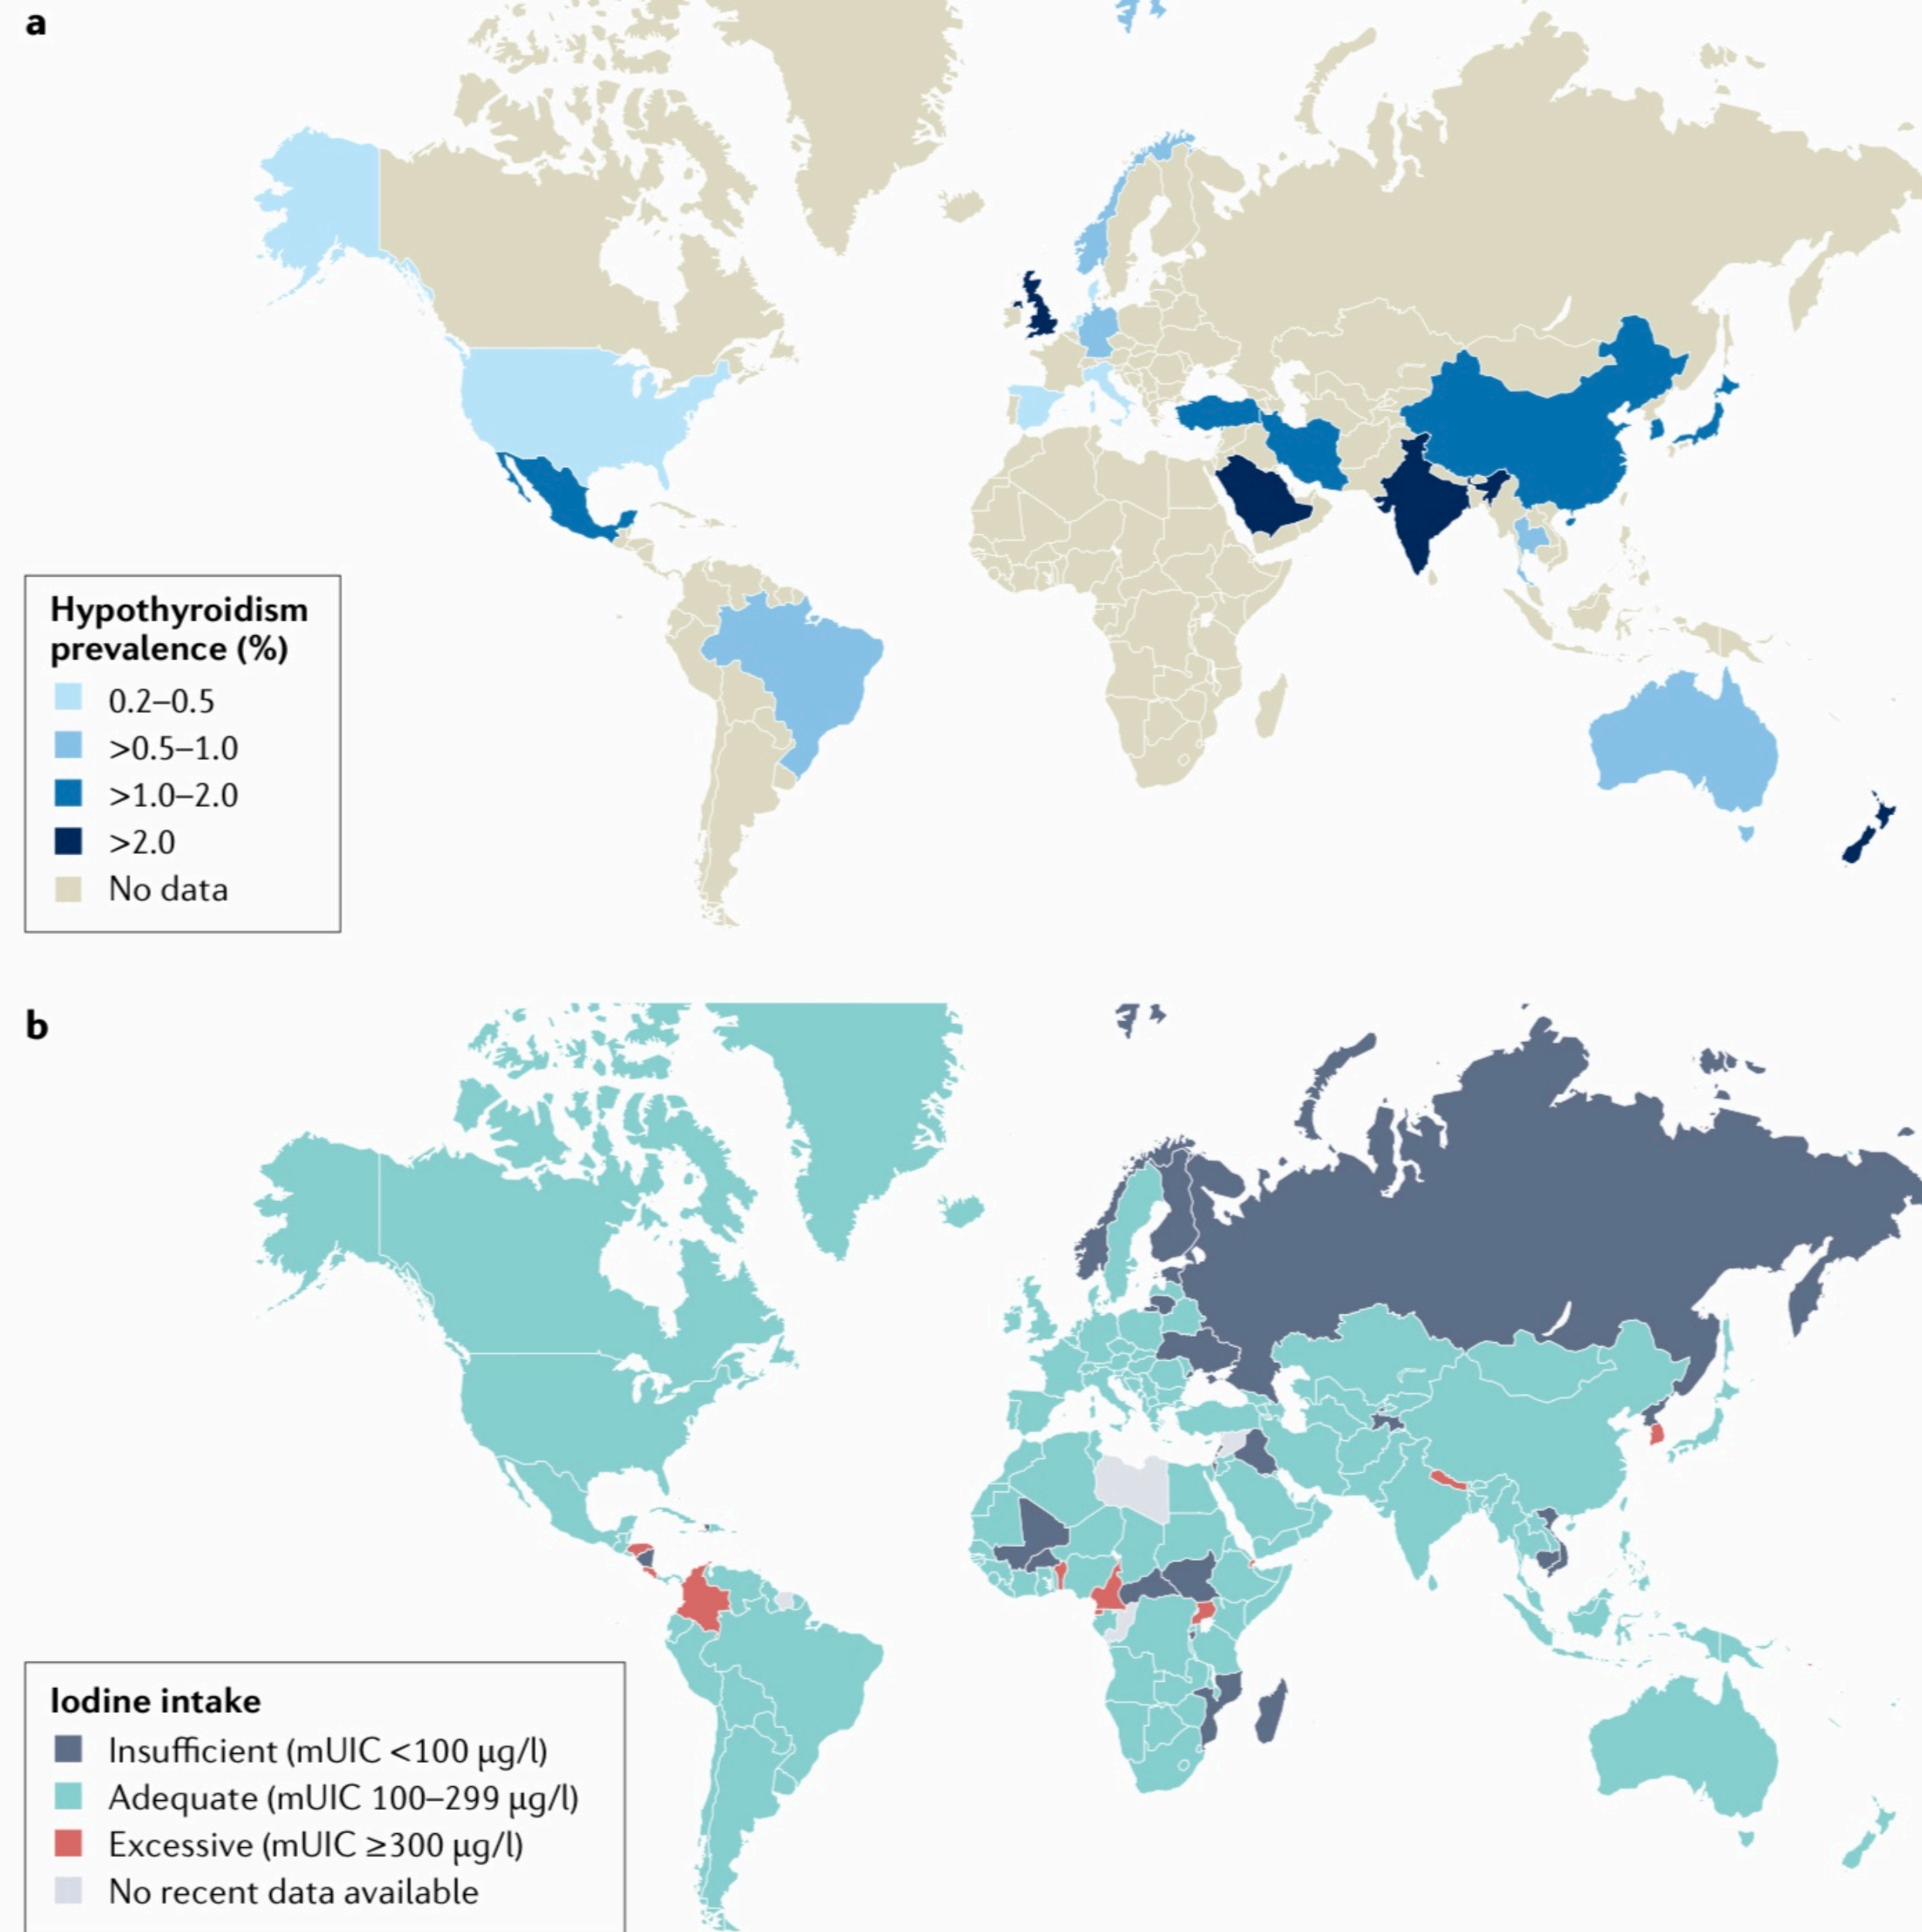 a
Hypothyroidism
prevalence (%)
0.2–0.5
>0.5–1.0
>1.0–2.0
>2.0
No data
b
Iodine intake
Insufficient (mUIC <100 μg/l)
Adequate (mUIC 100–299 μg/l)
Excessive (mUIC ≥300 μg/l)
No recent data available